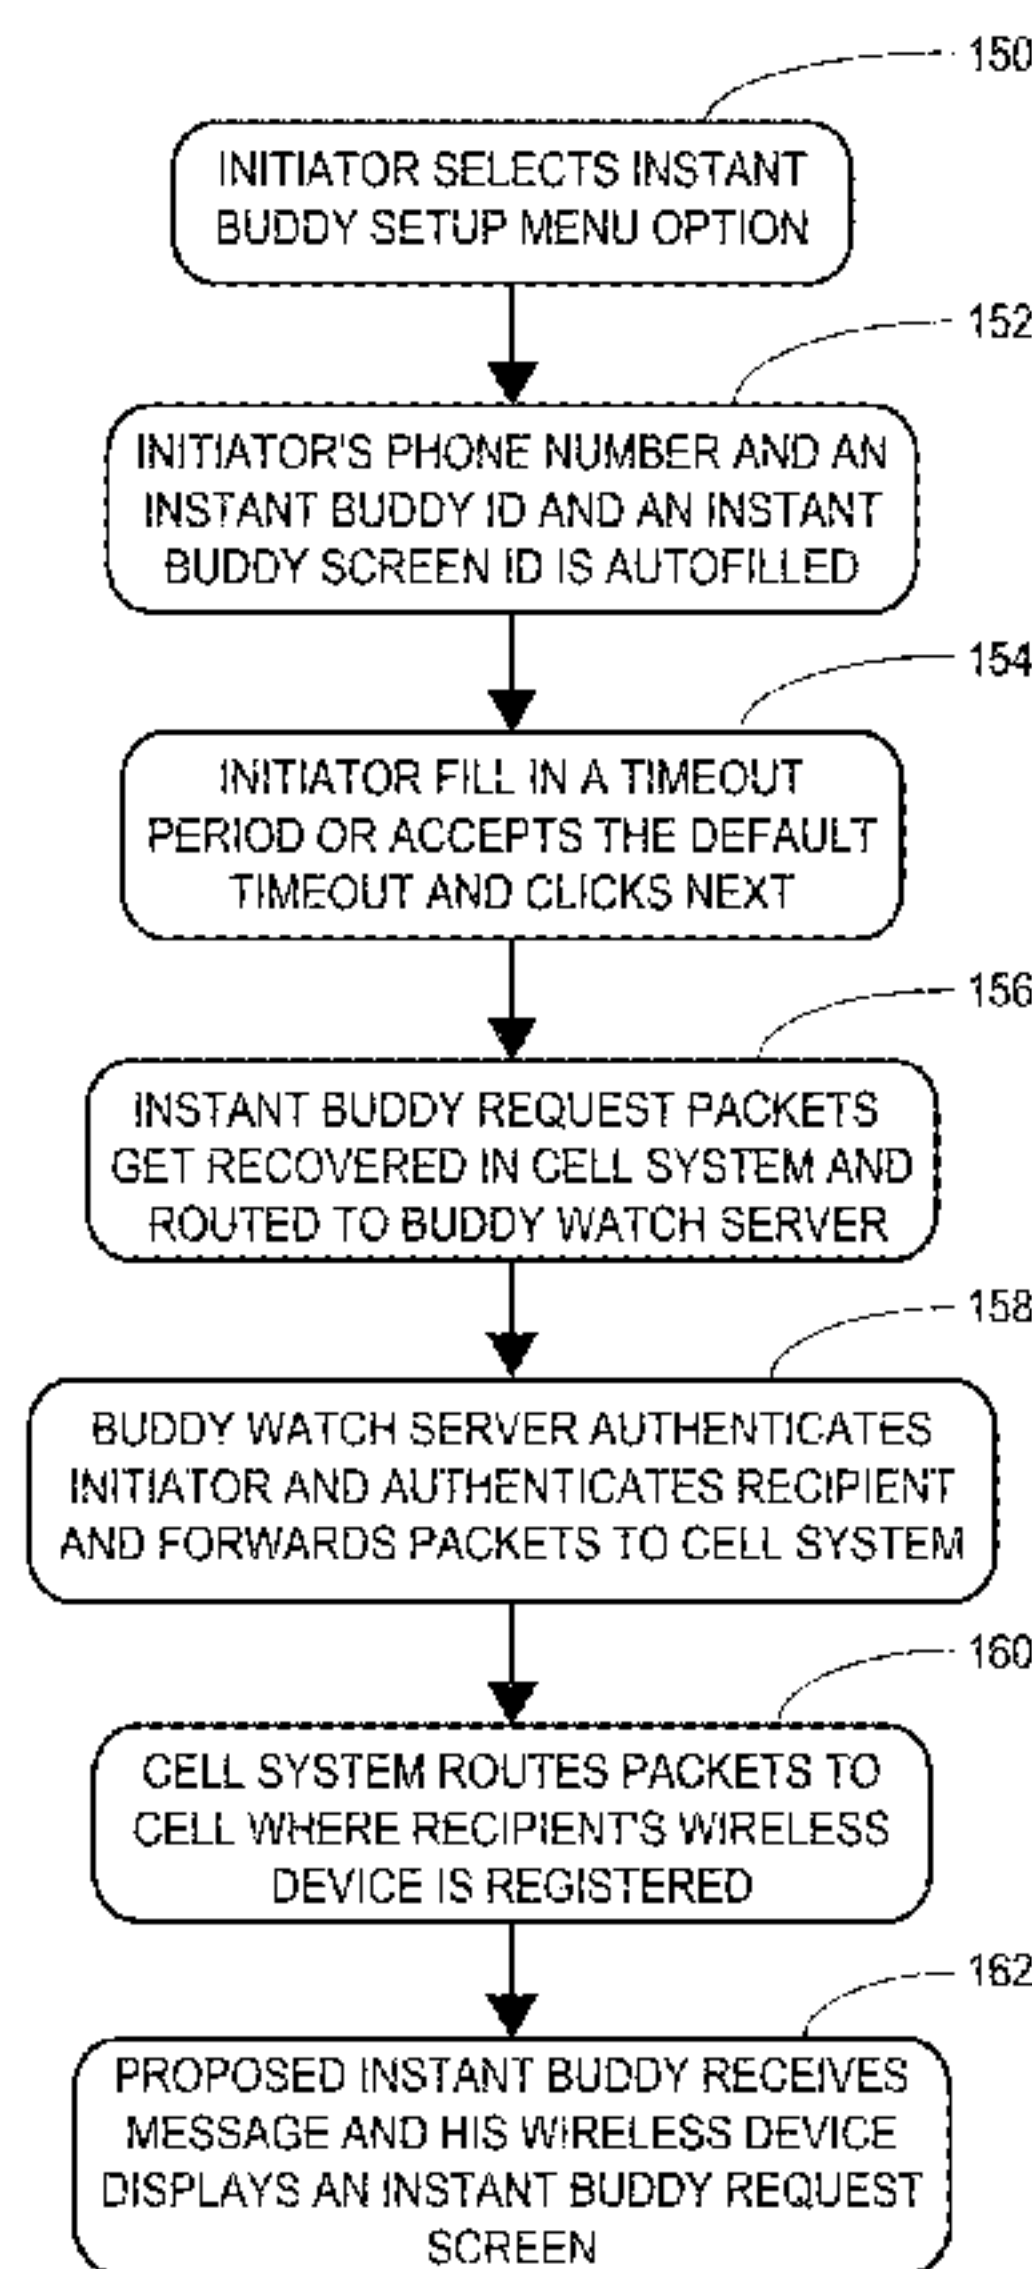 150
INITIATOR SELECTS INSTANT
BUDDY SETUP MENU OPTION
152
INITIATOR'S PHONE NUMBER AND AN
INSTANT BUDDY ID AND AN INSTANT
BUDDY SCREEN ID IS AUTOFILLED
154
INITIATOR FILL IN A TIMEOUT
PERIOD OR ACCEPTS THE DEFAULT
TIMEOUT AND CLICKS NEXT
156
INSTANT BUDDY REQUEST PACKETS
GET RECOVERED IN CELL SYSTEM AND
ROUTED TO BUDDY WATCH SERVER
158
BUDDY WATCH SERVER AUTHENTICATES
INITIATOR AND AUTHENTICATES RECIPIENT
AND FORWARDS PACKETS TO CELL SYSTEM
160
CELL SYSTEM ROUTES PACKETS TO
CELL WHERE RECIPIENT'S WIRELESS
DEVICE IS REGISTERED
162
PROPOSED INSTANT BUDDY RECEIVES
MESSAGE AND HIS WIRELESS DEVICE
DISPLAYS AN INSTANT BUDDY REQUEST
SCREEN